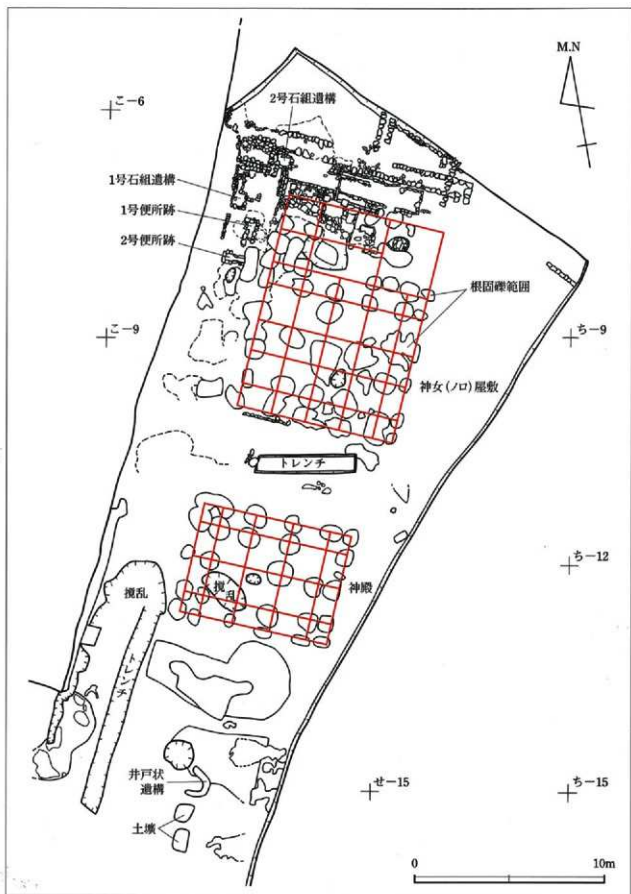 M.N
こ-6
2号石組遺構
1号石組遺構
1号便所跡
2号便所跡
根固礫範囲
こ-9
ち-9
神女(ノロ)屋敷
トレンチ
ち-12
攪乱
攪乱
神殿
トレンチ
井戸状
遺構
せ-15
ち-15
土壙
0
10m